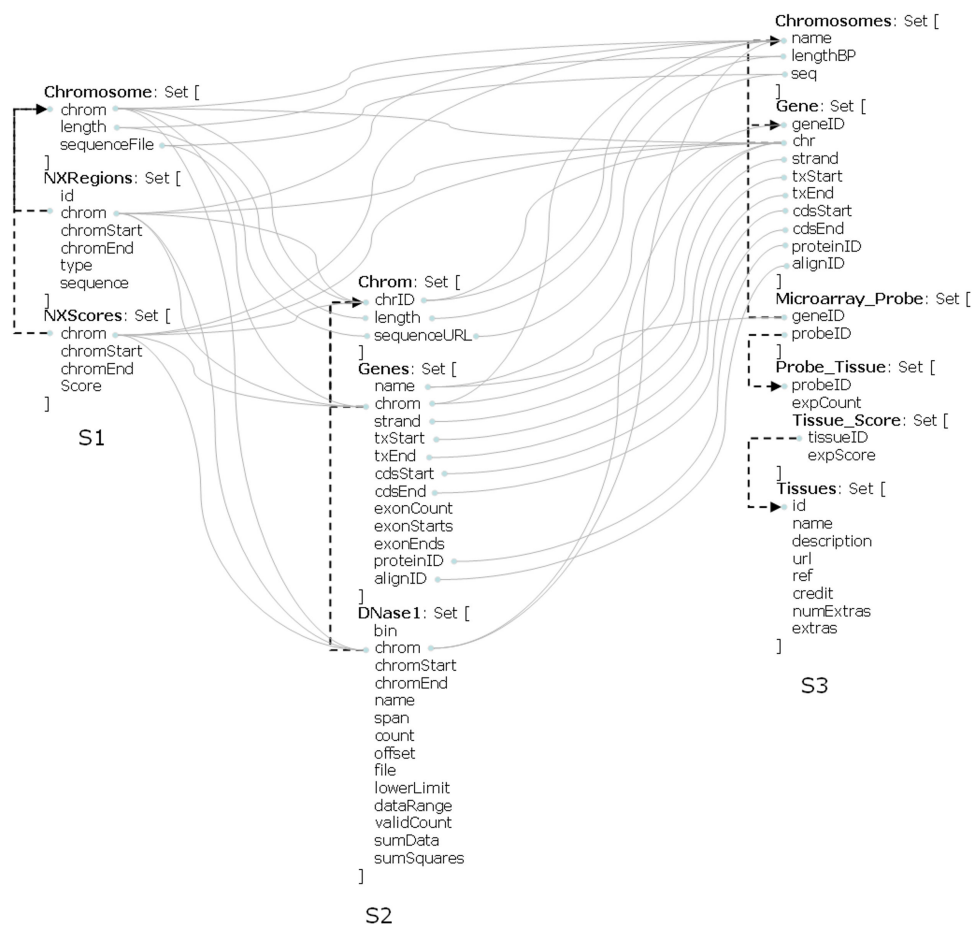 Chromosome: Set [
chrom
length
sequenceFile
]
NXRegions: Set [
id
chrom
chromStart
chromEnd
type
sequence
]
NXScores: Set [
chrom
chromStart
chromEnd
Score
]
S1
Chrom: Set [
chrID
length
sequenceURL
]
Genes: Set [
name
chrom
strand
txStart
txEnd
cdsStart
cdsEnd
exonCount
exonStarts
exonEnds
proteinID
alignID
]
DNase1: Set [
bin
chrom
chromStart
chromEnd
name
span
count
offset
file
lowerLimit
dataRange
validCount
sumData
sumSquares
]
S2
Chromosomes: Set [
name
lengthBP
seq
]
Gene: Set [
geneID
chr
strand
txStart
txEnd
cdsStart
cdsEnd
proteinID
alignID
]
Microarray_Probe: Set [
geneID
probeID
]
Probe_Tissue: Set [
probeID
expCount
Tissue_Score: Set [
tissueID
expScore
]
Tissues: Set [
id
name
description
url
ref
credit
numExtras
extras
]
S3